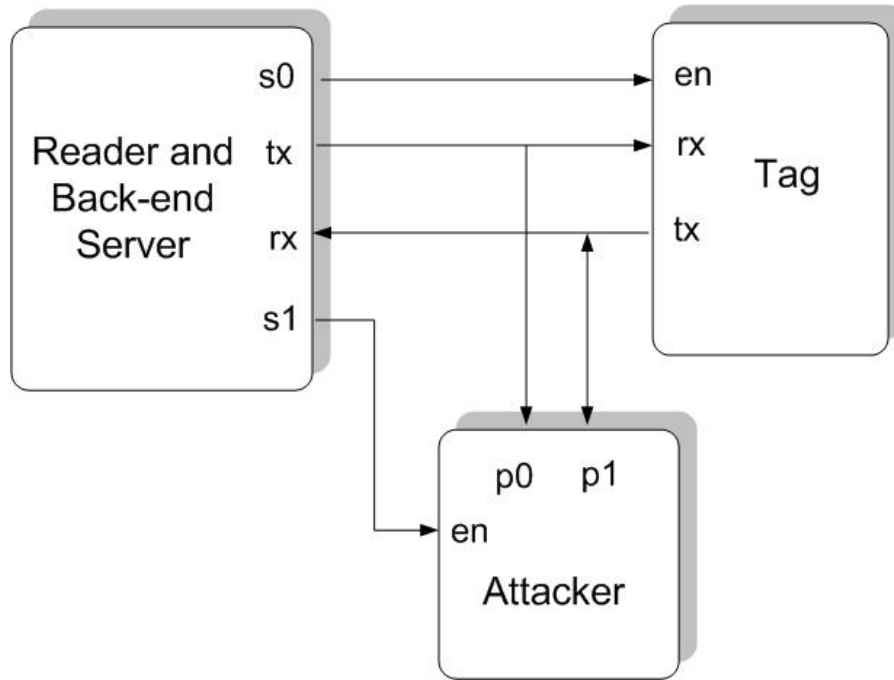 s0
tx
Reader and
Back-end
Server
rx
s1
en
rx
Tag
tx
p0 p1
en
Attacker